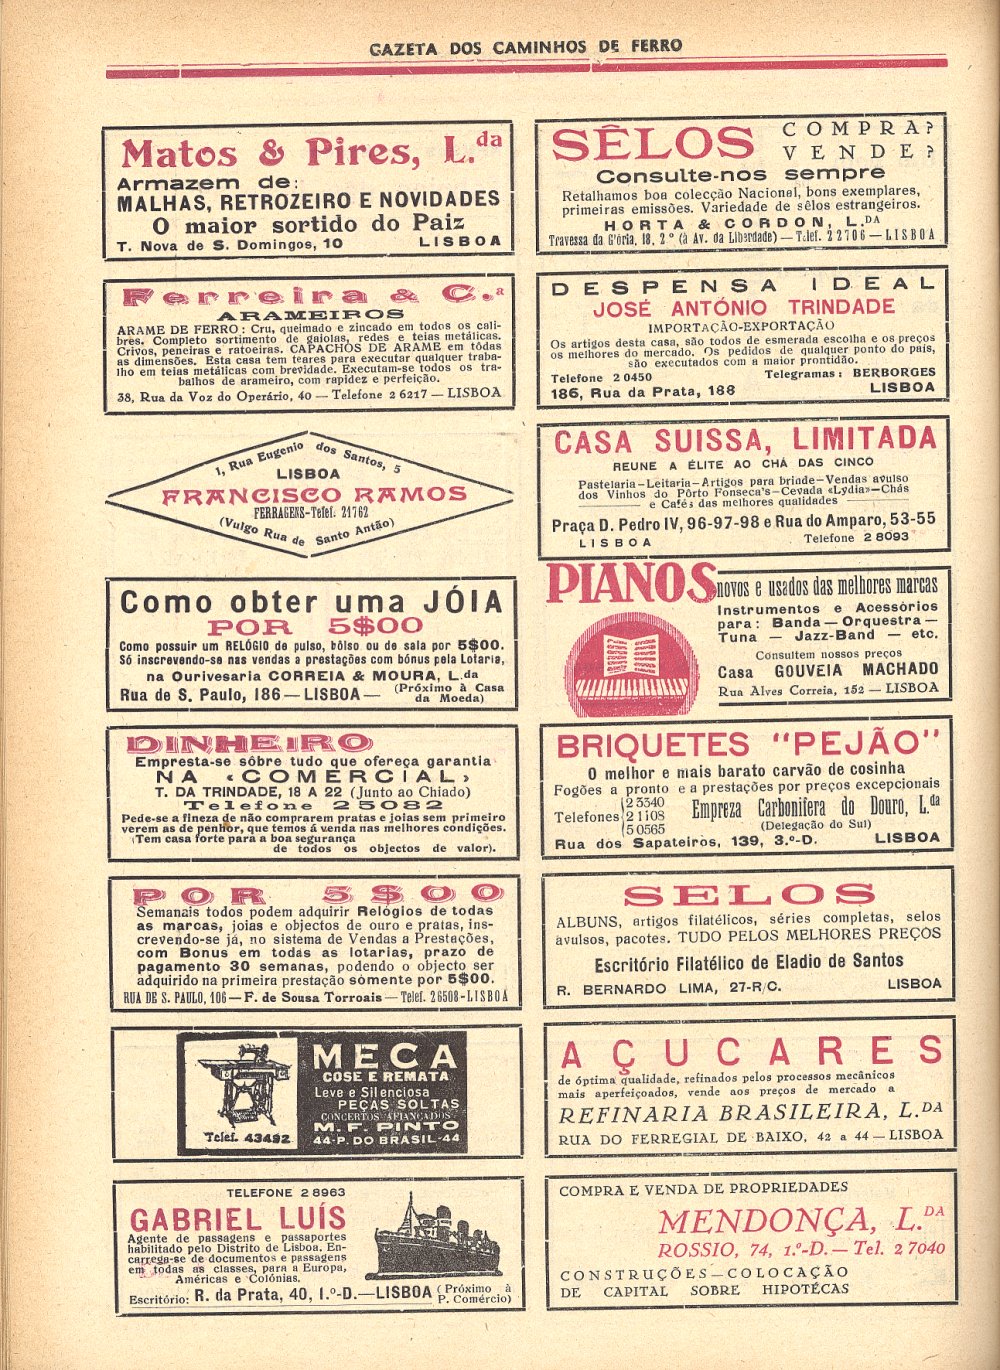 GAZETA DOS CAMINHOS DE FERRO
Matos & Pires, L.da
Armazem de:
MALHAS, RETROZEIRO E NOVIDADES
O maior sortido do Paiz
T. Nova de S. Domingos, 10 LISBOA
Ferreira & C.a
ARAMEIROS
ARAME DE FERRO: Cru, queimado e zincado em todos os cali-
bres. Completo sortimento de gaiolas, redes e teias metálicas.
Crivos, peneiras e ratoeiras. CAPACHOS DE ARAME em tôdas
as dimensões. Esta casa tem teares para executar qualquer traba-
lho em teias metálicas com brevidade. Executam-se todos os tra-
balhos de arameiro, com rapidez e perfeição.
38, Rua da Voz do Operário, 40 — Telefone 2 6217 — LISBOA
1, Rua Eugenio dos Santos, 5
LISBOA
FRANCISCO RAMOS
FERRAGENS-Telef. 21762
(Vulgo Rua de Santo Antão)
Como obter uma JÓIA
POR 5$00
Como possuir um RELÓGIO de pulso, bôlso ou de sala por 5$00.
Só inscrevendo-se nas vendas a prestações com bónus pela Lotaria,
na Ourivesaria CORREIA & MOURA, L.da
Rua de S. Paulo, 186 — LISBOA — (Próximo à Casa
da Moeda)
DINHEIRO
Empresta-se sôbre tudo que ofereça garantia
NA «COMERCIAL»
T. DA TRINDADE, 18 A 22 (Junto ao Chiado)
Telefone 25082
Pede-se a fineza de não comprarem pratas e joias sem primeiro
verem as de penhor, que temos á venda nas melhores condições.
(Tem casa forte para a boa segurança
de todos os objectos de valor).
POR 5$00
Semanais todos podem adquirir Relógios de todas
as marcas, joias e objectos de ouro e pratas, ins-
crevendo-se já, no sistema de Vendas a Prestações,
com Bonus em todas as lotarias, prazo de
pagamento 30 semanas, podendo o objecto ser
adquirido na primeira prestação sòmente por 5$00.
RUA DE S. PAULO, 106 — F. de Sousa Torroais — Telef. 26508-LISBOA
MECA
COSE E REMATA
Leve e Silenciosa
PEÇAS SOLTAS
CONCERTOS AFIANÇADOS
M. F. PINTO
44-P. DO BRASIL-44
Telef. 43492
TELEFONE 2 8963
GABRIEL LUÍS
Agente de passagens e passaportes
habilitado pelo Distrito de Lisboa. En-
carrega-se de documentos e passagens
em todas as classes, para a Europa,
Américas e Colónias.
Escritório: R. da Prata, 40, 1.º-D.—LISBOA (Próximo à
P. Comércio)
SÊLOS COMPRA?
VENDE?
Consulte-nos sempre
Retalhamos boa colecção Nacional, bons exemplares,
primeiras emissões. Variedade de sêlos estrangeiros.
HORTA & CORDON, L.DA
Travessa da Glória, 18, 2.º (à Av. da Liberdade) — Telef. 2 2706 — LISBOA
DESPENSA IDEAL
JOSÉ ANTÓNIO TRINDADE
IMPORTAÇÃO-EXPORTAÇÃO
Os artigos desta casa, são todos de esmerada escolha e os preços
os melhores do mercado. Os pedidos de qualquer ponto do país,
são executados com a maior prontidão.
Telefone 2 0450 Telegramas: BERBORGES
186, Rua da Prata, 188 LISBOA
CASA SUISSA, LIMITADA
REUNE A ÉLITE AO CHÁ DAS CINCO
Pastelaria—Leitaria—Artigos para brinde—Vendas avulso
dos Vinhos do Pôrto Fonseca's—Cevada «Lydia»—Chás
e Cafés das melhores qualidades
Praça D. Pedro IV, 96-97-98 e Rua do Amparo, 53-55
LISBOA Telefone 2 8093
PIANOS novos e usados das melhores marcas
Instrumentos e Acessórios
para: Banda — Orquestra —
Tuna — Jazz-Band — etc.
Consultem nossos preços
Casa GOUVEIA MACHADO
Rua Alves Correia, 152 — LISBOA
BRIQUETES "PEJÃO"
O melhor e mais barato carvão de cosinha
Fogões a pronto e a prestações por preços excepcionais
Telefones 2 3340
2 1108
5 0565
Empreza Carbonifera do Douro, L.da
(Delegação do Sul)
Rua dos Sapateiros, 139, 3.º-D. LISBOA
SELOS
ALBUNS, artigos filatélicos, séries completas, selos
avulsos, pacotes. TUDO PELOS MELHORES PREÇOS
Escritório Filatélico de Eladio de Santos
R. BERNARDO LIMA, 27-R/C. LISBOA
AÇUCARES
de óptima qualidade, refinados pelos processos mecânicos
mais aperfeiçoados, vende aos preços de mercado a
REFINARIA BRASILEIRA, L.DA
RUA DO FERREGIAL DE BAIXO, 42 a 44 — LISBOA
COMPRA E VENDA DE PROPRIEDADES
MENDONÇA, L.DA
ROSSIO, 74, 1.º-D. — Tel. 2 7040
CONSTRUÇÕES — COLOCAÇÃO
DE CAPITAL SOBRE HIPOTÉCAS